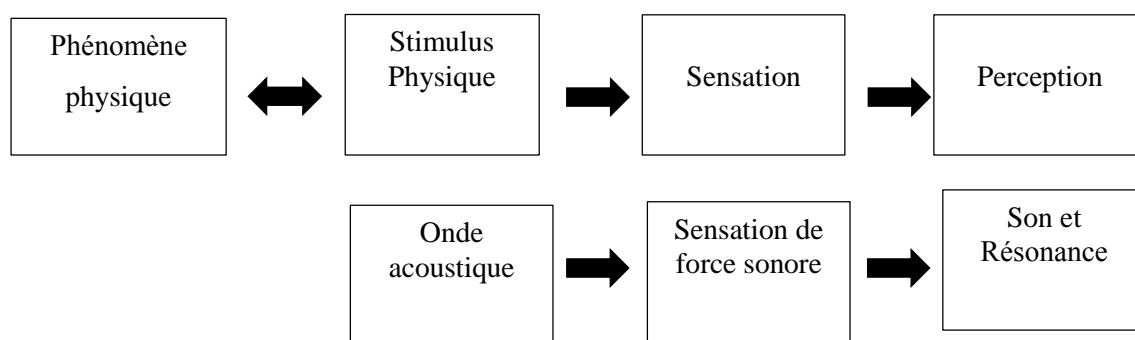 Phénomène
physique
Stimulus
Physique
Sensation
Perception
Onde
acoustique
Sensation de
force sonore
Son et
Résonance